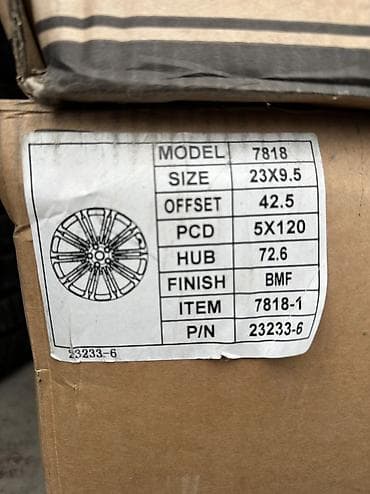 MODEL 7818
SIZE 23X9.5
OFFSET 42.5
PCD 5X120
HUB 72.6
FINISH BMF
ITEM 7818-1
P/N 23233-6
23233-6